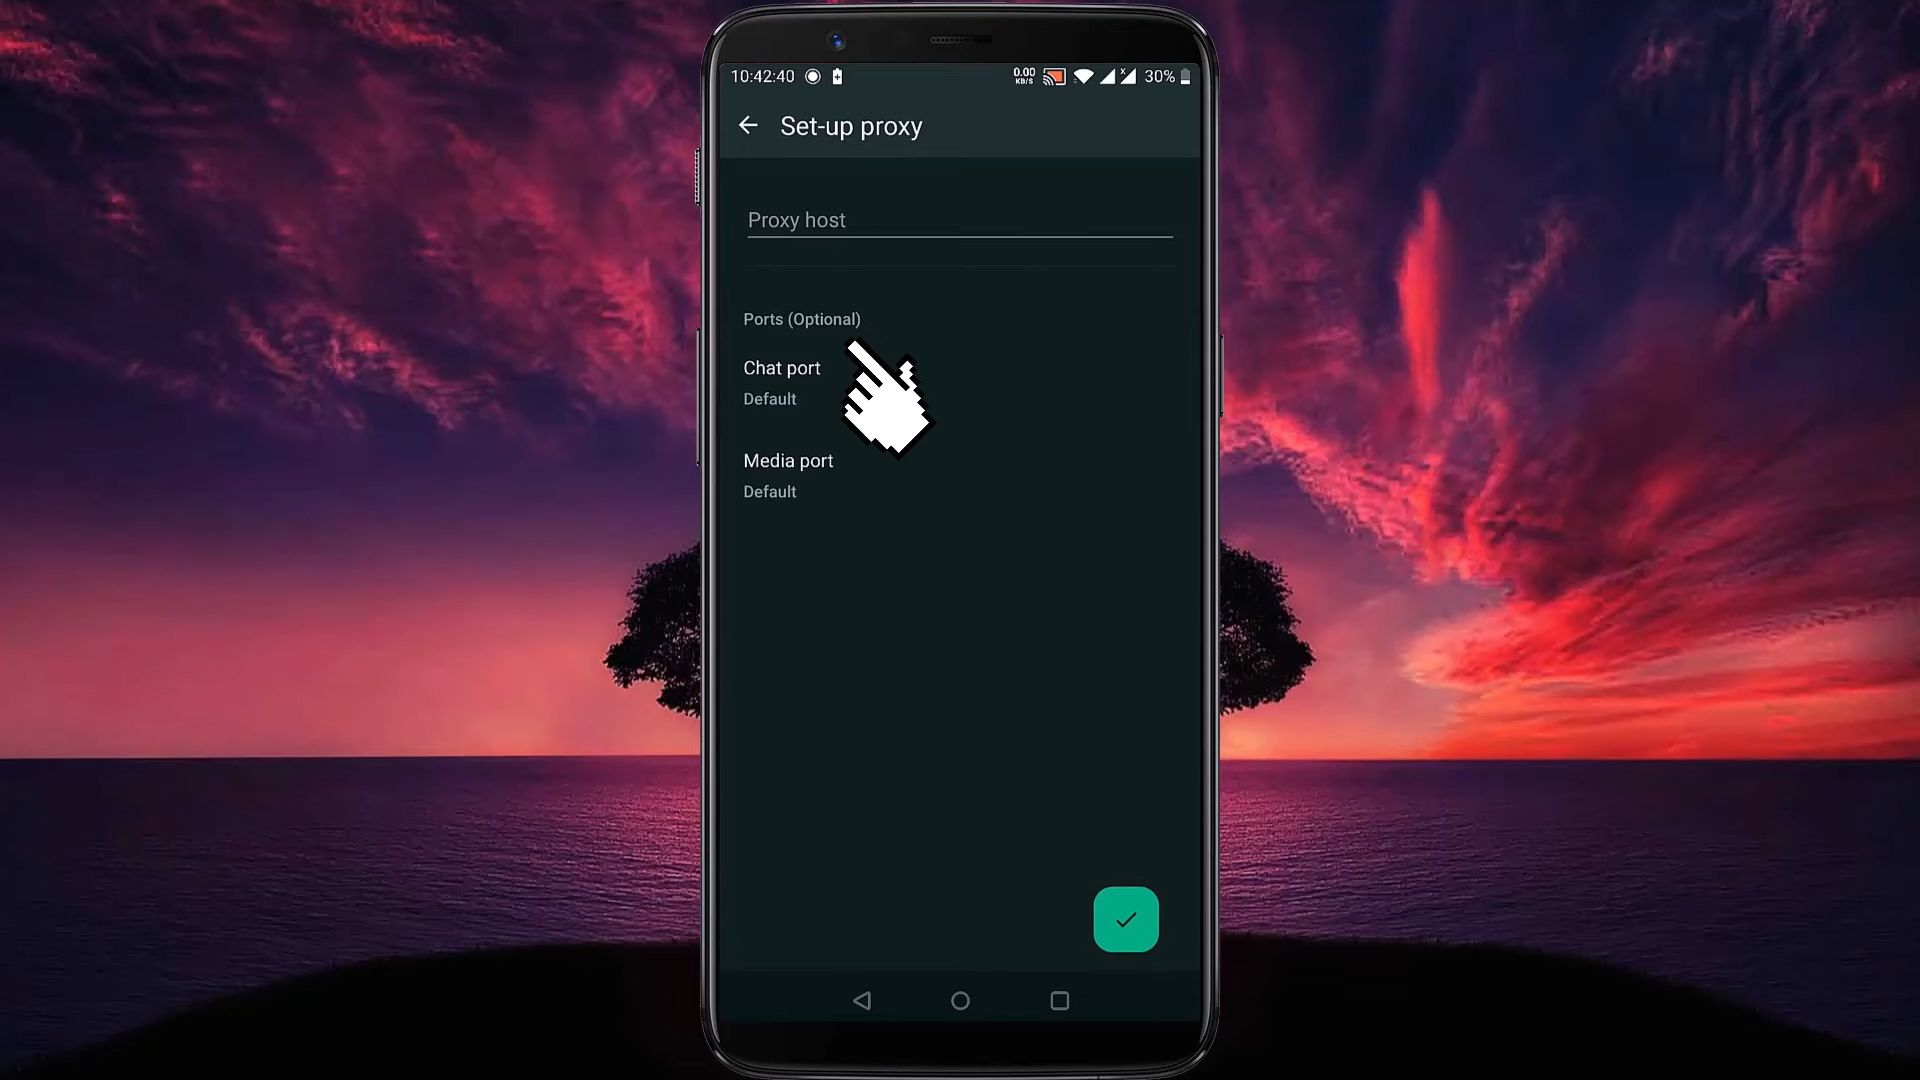 10:42:40
0.00
KB/S
x
30%
Set-up proxy
Proxy host
Ports (Optional)
Chat port
Default
Media port
Default